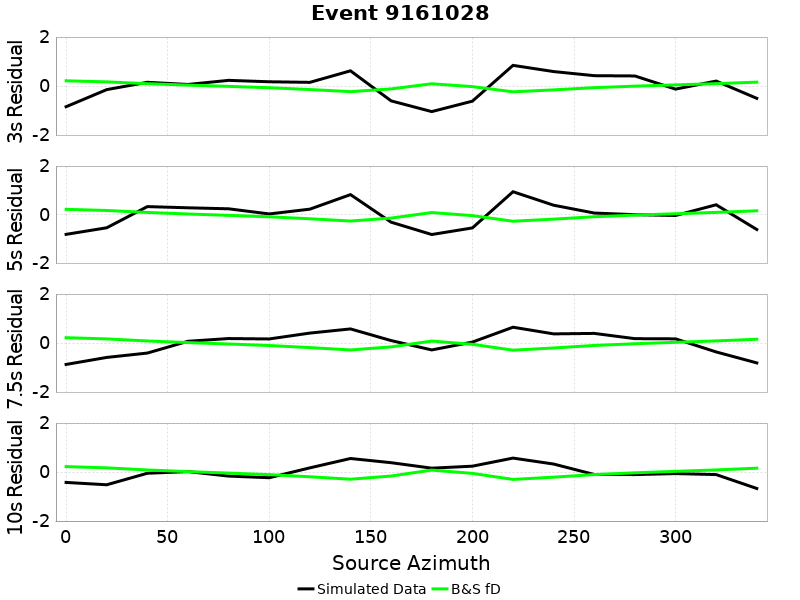 Event 9161028
3s Residual
2
0
-2
5s Residual
2
0
-2
7.5s Residual
2
0
-2
10s Residual
2
0
-2
0 50 100 150 200 250 300
Source Azimuth
Simulated Data B&S fD